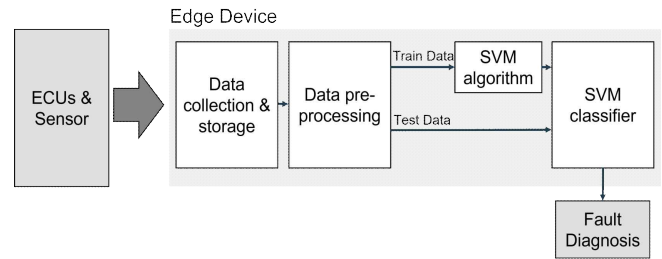 Edge Device
ECUs &
Sensor
Data
collection &
storage
Data pre-
processing
Train Data
SVM
algorithm
Test Data
SVM
classifier
Fault
Diagnosis